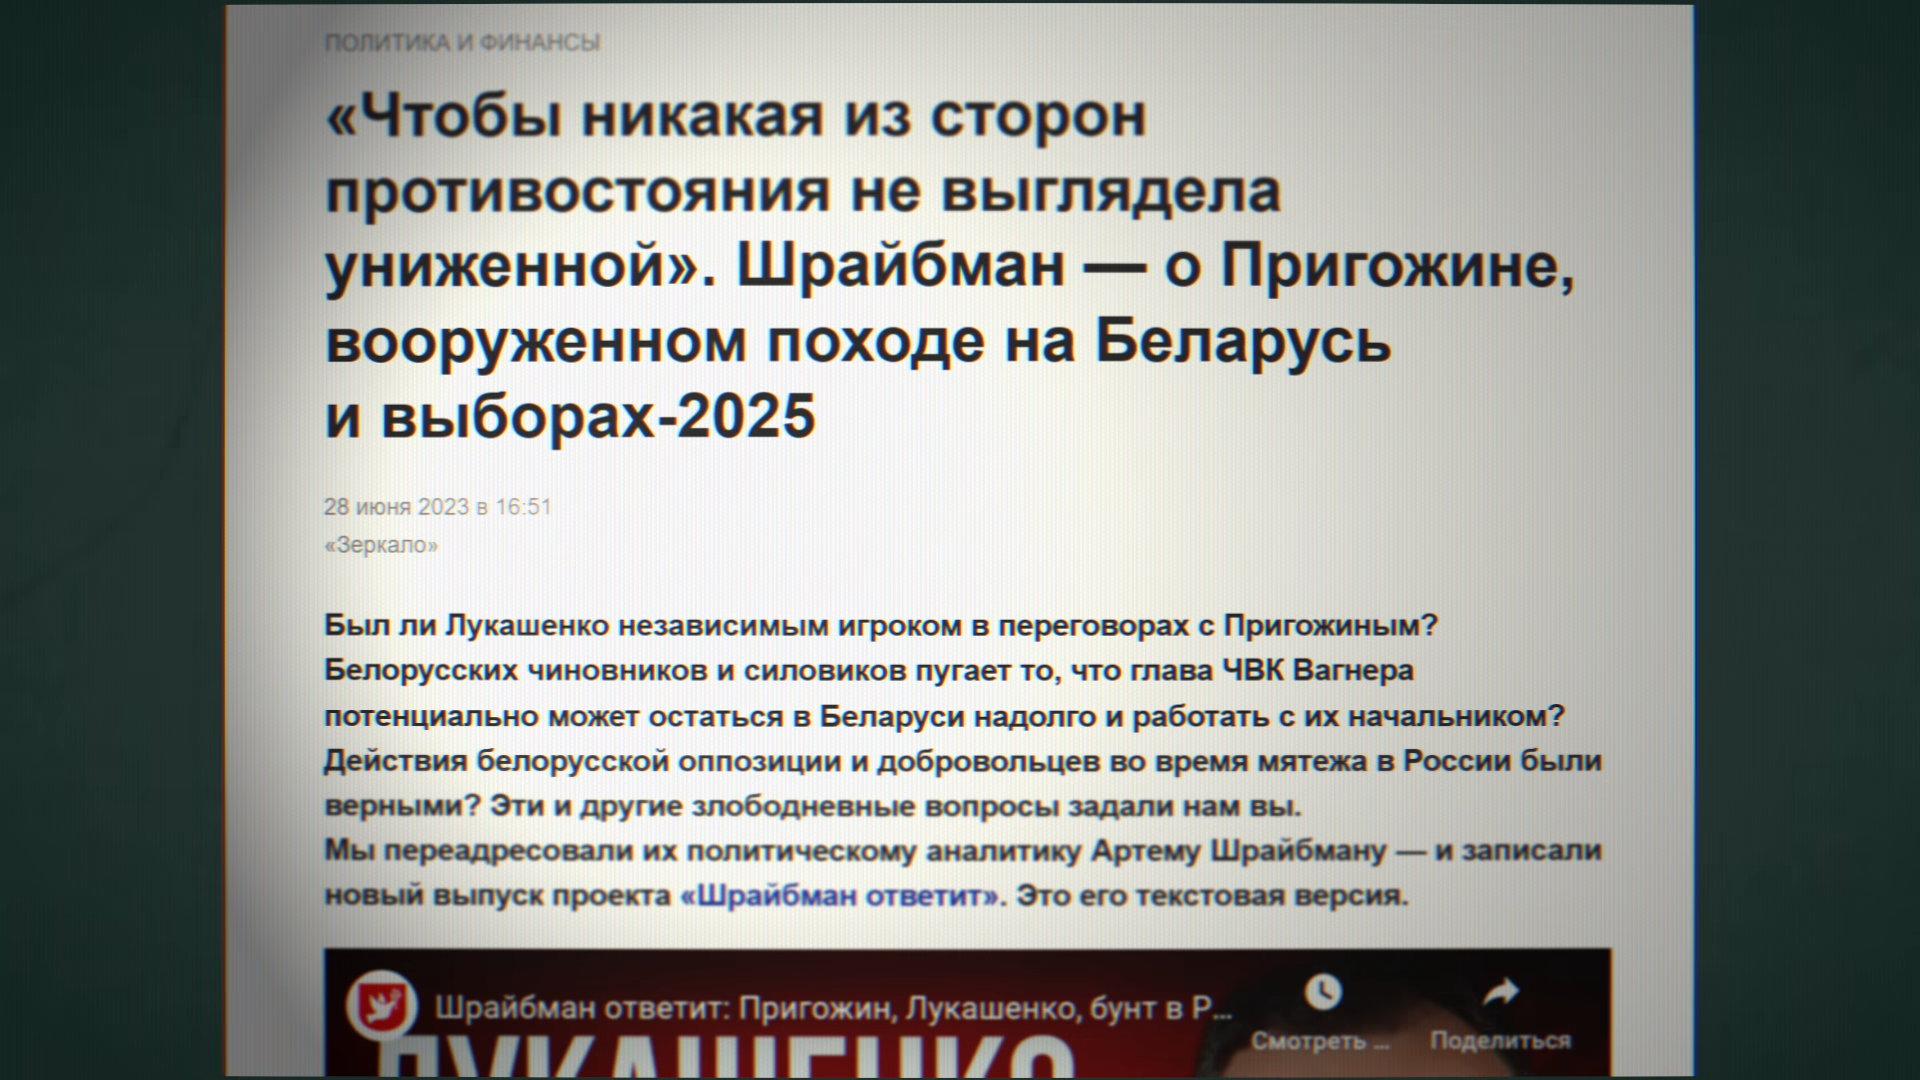 ПОЛИТИКА И ФИНАНСЫ
«Чтобы никакая из сторон
противостояния не выглядела
униженной». Шрайбман — о Пригожине,
вооруженном походе на Беларусь
и выборах-2025
28 июня 2023 в 16:51
«Зеркало»
Был ли Лукашенко независимым игроком в переговорах с Пригожиным?
Белорусских чиновников и силовиков пугает то, что глава ЧВК Вагнера
потенциально может остаться в Беларуси надолго и работать с их начальником?
Действия белорусской оппозиции и добровольцев во время мятежа в России были
верными? Эти и другие злободневные вопросы задали нам вы.
Мы переадресовали их политическому аналитику Артему Шрайбману — и записали
новый выпуск проекта «Шрайбман ответит». Это его текстовая версия.
Шрайбман ответит: Пригожин, Лукашенко, бунт в Р...
Смотреть ...
Поделиться
ЛУКАШЕНКО